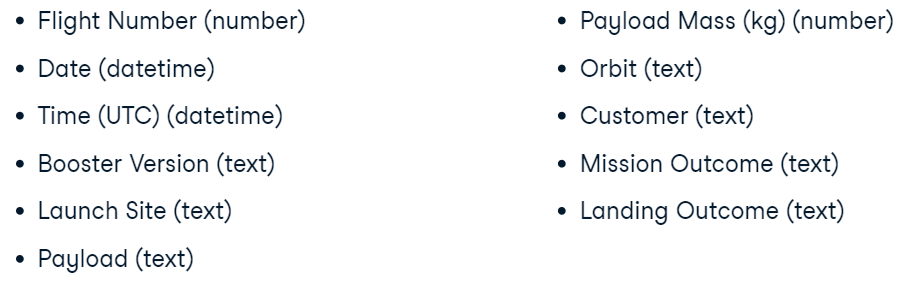 • Flight Number (number)
• Date (datetime)
• Time (UTC) (datetime)
• Booster Version (text)
• Launch Site (text)
• Payload (text)
• Payload Mass (kg) (number)
• Orbit (text)
• Customer (text)
• Mission Outcome (text)
• Landing Outcome (text)